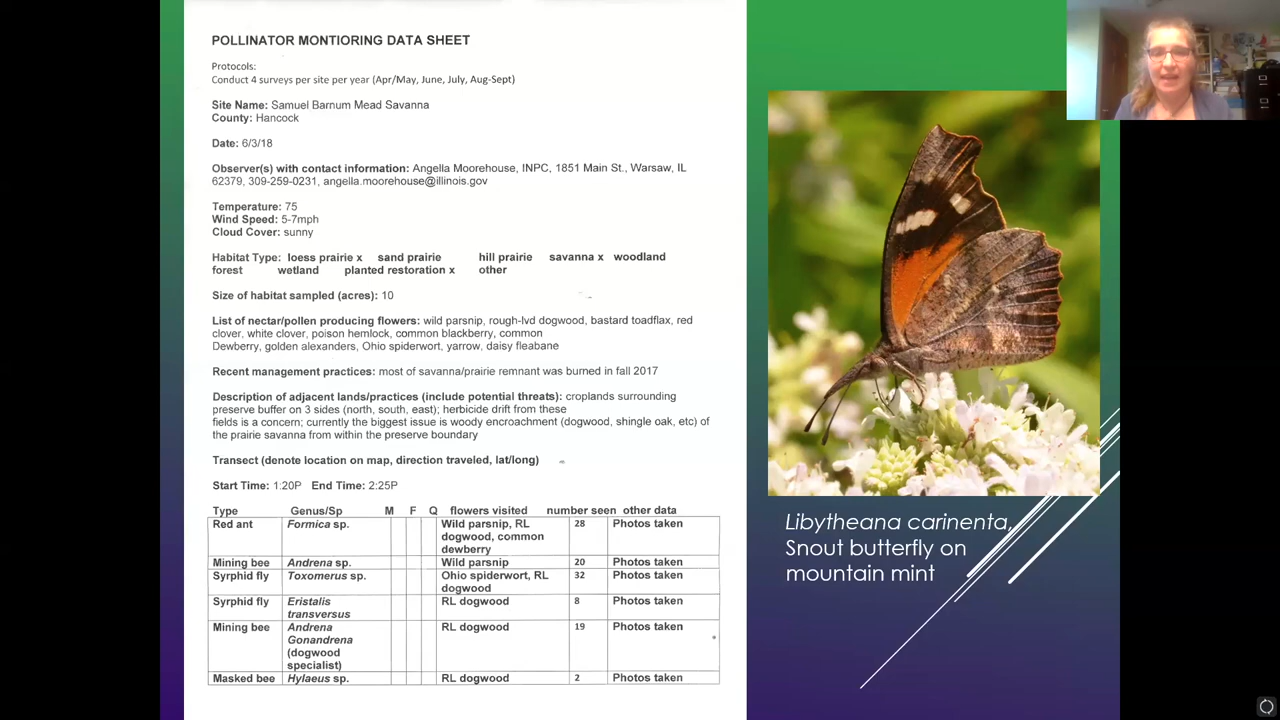 POLLINATOR MONTIORING DATA SHEET
Protocols:
Conduct 4 surveys per site per year (Apr/May, June, July, Aug-Sept)
Site Name: Samuel Barnum Mead Savanna
County: Hancock
Date: 6/3/18
Observer(s) with contact information: Angella Moorehouse, INPC, 1851 Main St., Warsaw, IL
62379, 309-259-0231, angella.moorehouse@illinois.gov
Temperature: 75
Wind Speed: 5-7mph
Cloud Cover: sunny
Habitat Type: loess prairie x sand prairie hill prairie savanna x woodland
forest wetland planted restoration x other
Size of habitat sampled (acres): 10
List of nectar/pollen producing flowers: wild parsnip, rough-lvd dogwood, bastard toadflax, red
clover, white clover, poison hemlock, common blackberry, common
Dewberry, golden alexanders, Ohio spiderwort, yarrow, daisy fleabane
Recent management practices: most of savanna/prairie remnant was burned in fall 2017
Description of adjacent lands/practices (include potential threats): croplands surrounding
preserve buffer on 3 sides (north, south, east); herbicide drift from these
fields is a concern; currently the biggest issue is woody encroachment (dogwood, shingle oak, etc) of
the prairie savanna from within the preserve boundary
Transect (denote location on map, direction traveled, lat/long)
Start Time: 1:20P End Time: 2:25P
Type Genus/Sp M F Q flowers visited number seen other data
Red ant Formica sp. Wild parsnip, RL 28 Photos taken
dogwood, common
dewberry
Mining bee Andrena sp. Wild parsnip 20 Photos taken
Syrphid fly Toxomerus sp. Ohio spiderwort, RL 32 Photos taken
dogwood
Syrphid fly Eristalis RL dogwood 8 Photos taken
transversus
Mining bee Andrena RL dogwood 19 Photos taken
Gonandrena
(dogwood
specialist)
Masked bee Hylaeus sp. RL dogwood 2 Photos taken
Libytheana carinenta,
Snout butterfly on
mountain mint